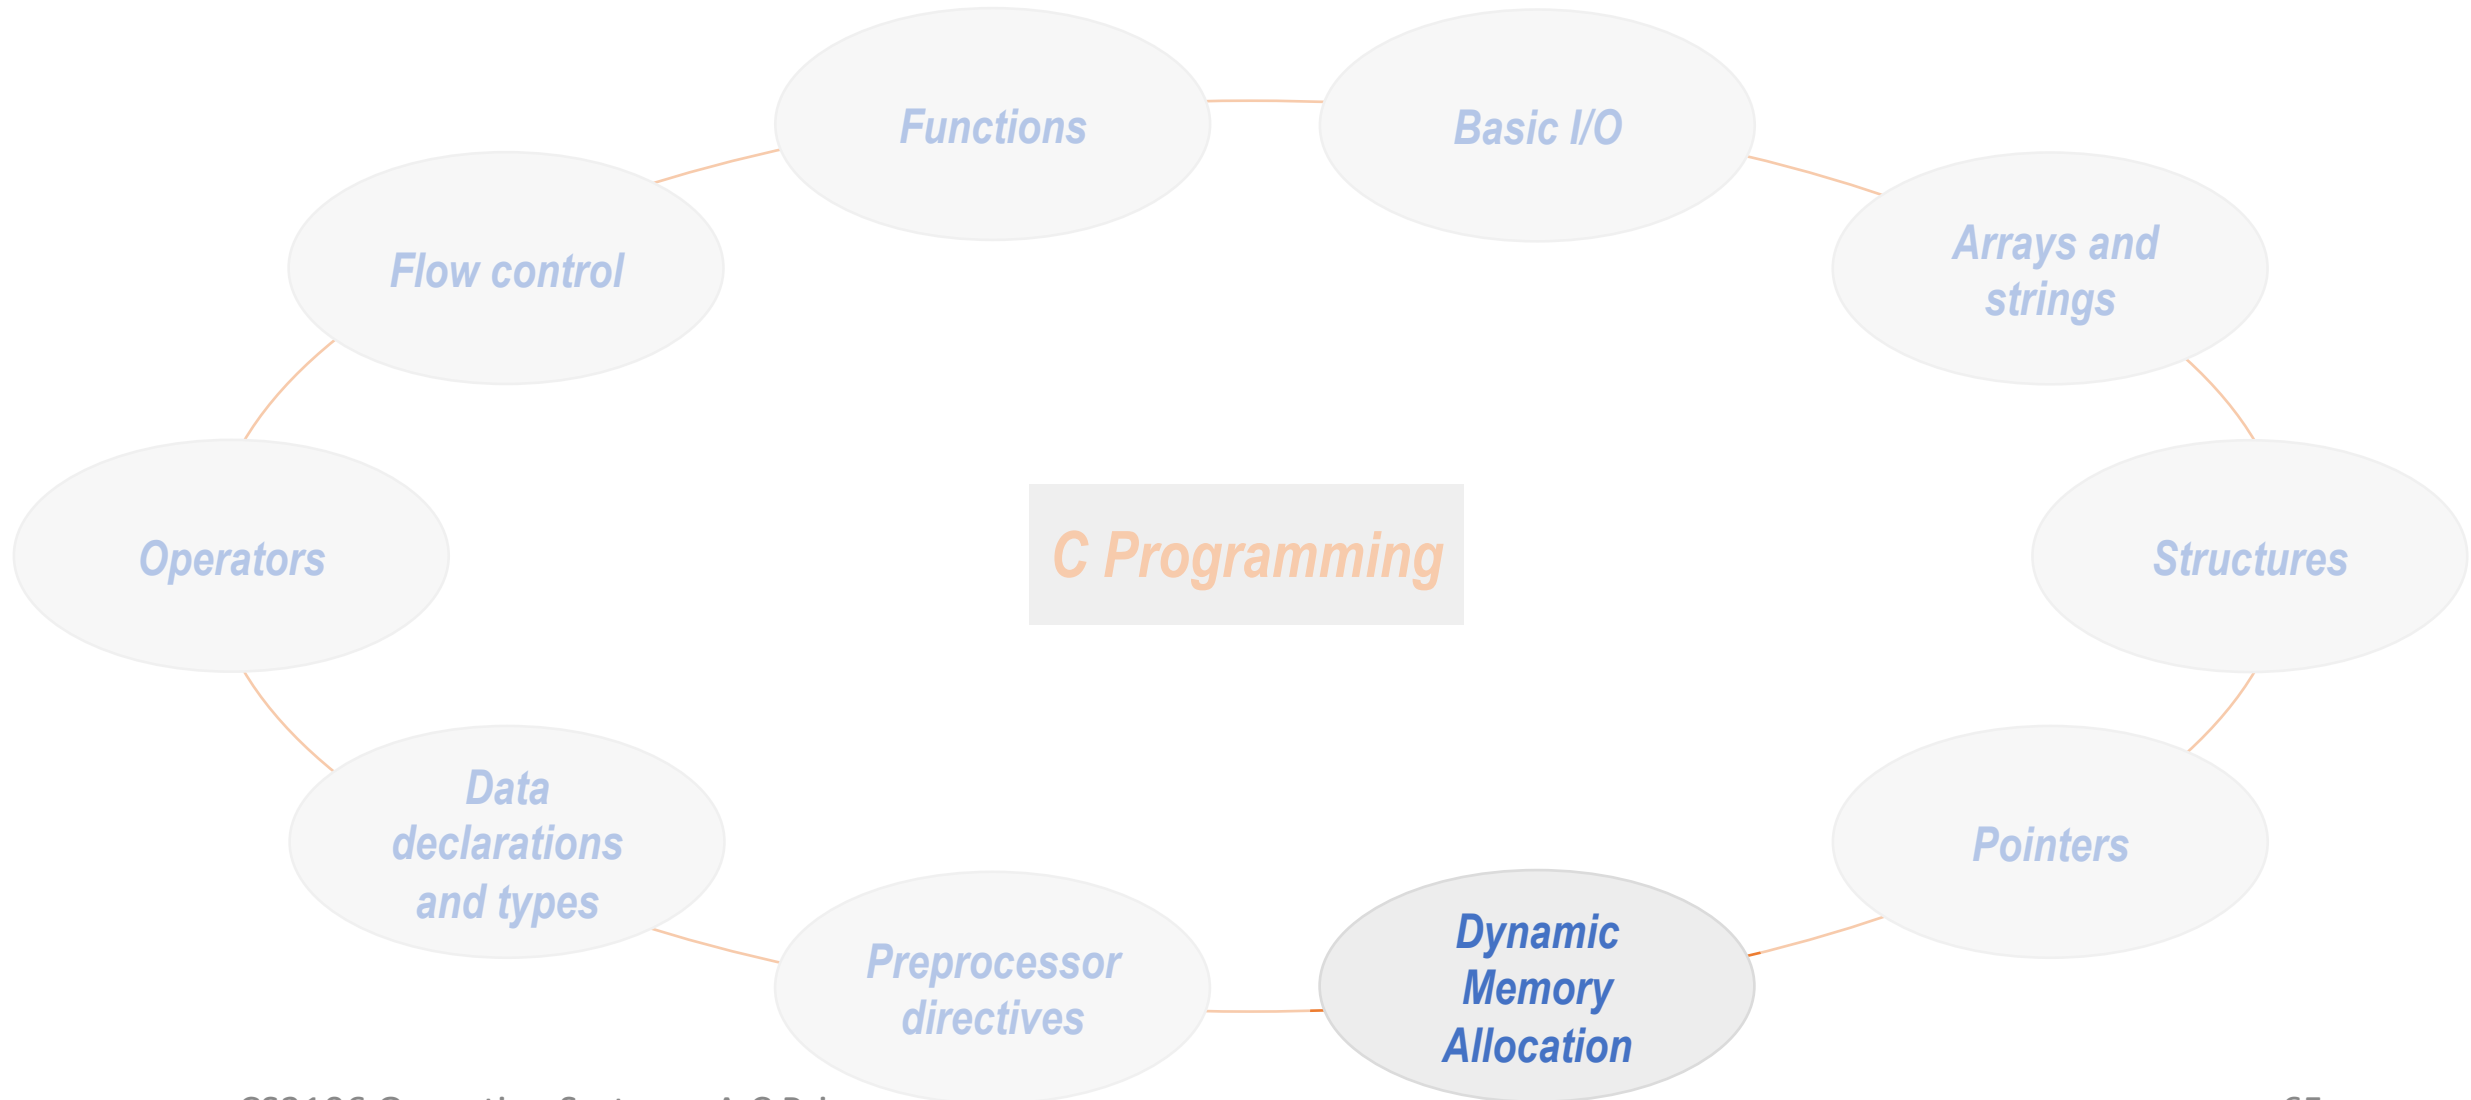 Functions
Basic I/O
Flow control
Arrays and
strings
Operators
C Programming
Structures
Data
declarations
and types
Pointers
Preprocessor
directives
Dynamic
Memory
Allocation